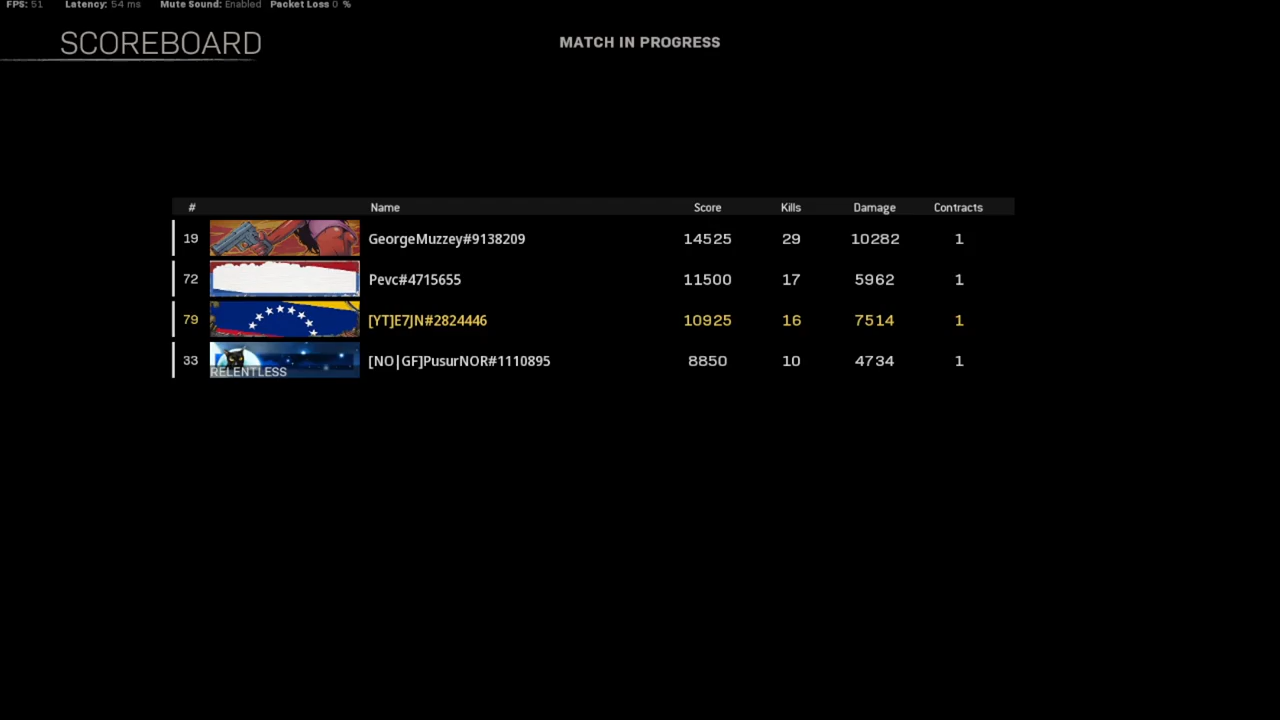 FPS: 51 Latency: 54 ms Mute Sound: Enabled Packet Loss 0 %
SCOREBOARD
MATCH IN PROGRESS
# Name Score Kills Damage Contracts
19 GeorgeMuzzey#9138209 14525 29 10282 1
72 Pevc#4715655 11500 17 5962 1
79 [YT]E7JN#2824446 10925 16 7514 1
33 [NO|GF]PusurNOR#1110895 8850 10 4734 1
RELENTLESS